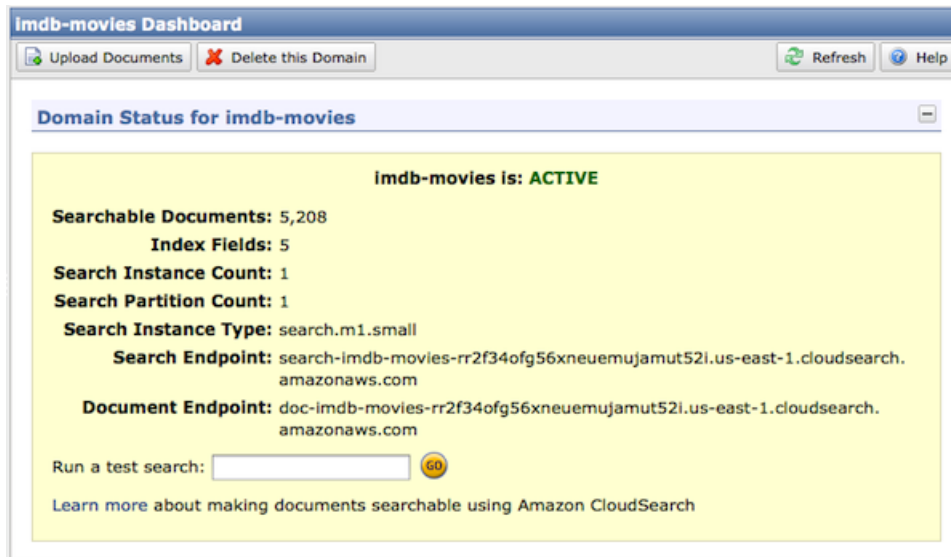 imdb-movies Dashboard
Upload Documents Delete this Domain Refresh Help
Domain Status for imdb-movies
imdb-movies is: ACTIVE
Searchable Documents: 5,208
Index Fields: 5
Search Instance Count: 1
Search Partition Count: 1
Search Instance Type: search.m1.small
Search Endpoint: search-imdb-movies-rr2f34ofg56xneuemujamut52i.us-east-1.cloudsearch.
amazonaws.com
Document Endpoint: doc-imdb-movies-rr2f34ofg56xneuemujamut52i.us-east-1.cloudsearch.
amazonaws.com
Run a test search: GO
Learn more about making documents searchable using Amazon CloudSearch